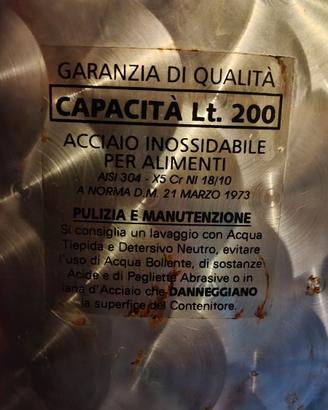 GARANZIA DI QUALITÀ
CAPACITÀ Lt. 200
ACCIAIO INOSSIDABILE
PER ALIMENTI
AISI 304 - X5 Cr NI 18/10
A NORMA D.M. 21 MARZO 1973
PULIZIA E MANUTENZIONE
Si consiglia un lavaggio con Acqua
Tiepida e Detersivo Neutro, evitare
l'uso di Acqua Bollente, di sostanze
Acide e di Pagliette Abrasive o in
lana d'Acciaio che DANNEGGIANO
la superfice del Contenitore.